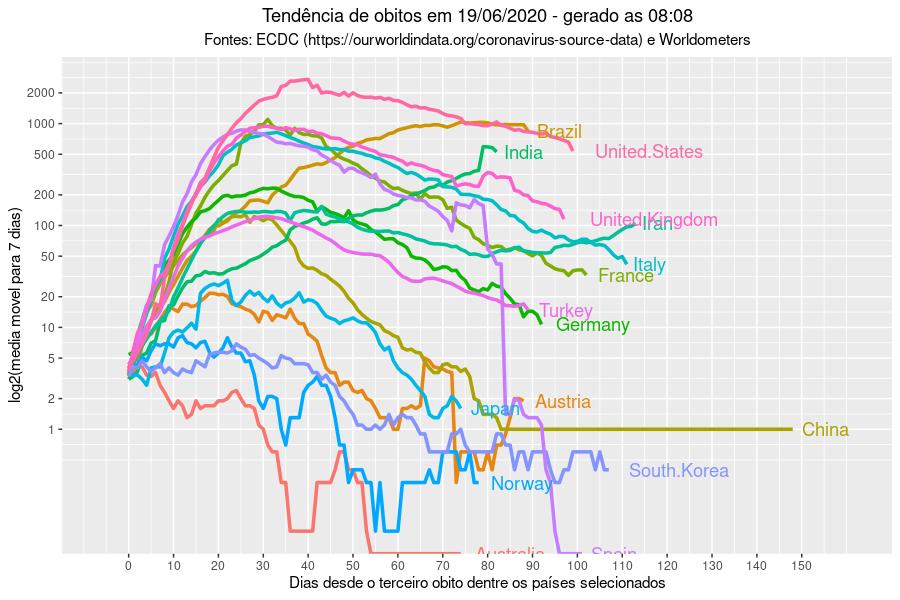 Tendência de obitos em 19/06/2020 - gerado as 08:08
Fontes: ECDC (https://ourworldindata.org/coronavirus-source-data) e Worldometers
log2(media movel para 7 dias)
2000
1000
500
200
100
50
20
10
5
2
1
Brazil
India
United.States
United.Kingdom
Iran
Italy
France
Turkey
Germany
Japan
Austria
China
South.Korea
Norway
Australia
Spain
0 10 20 30 40 50 60 70 80 90 100 110 120 130 140 150
Dias desde o terceiro obito dentre os países selecionados